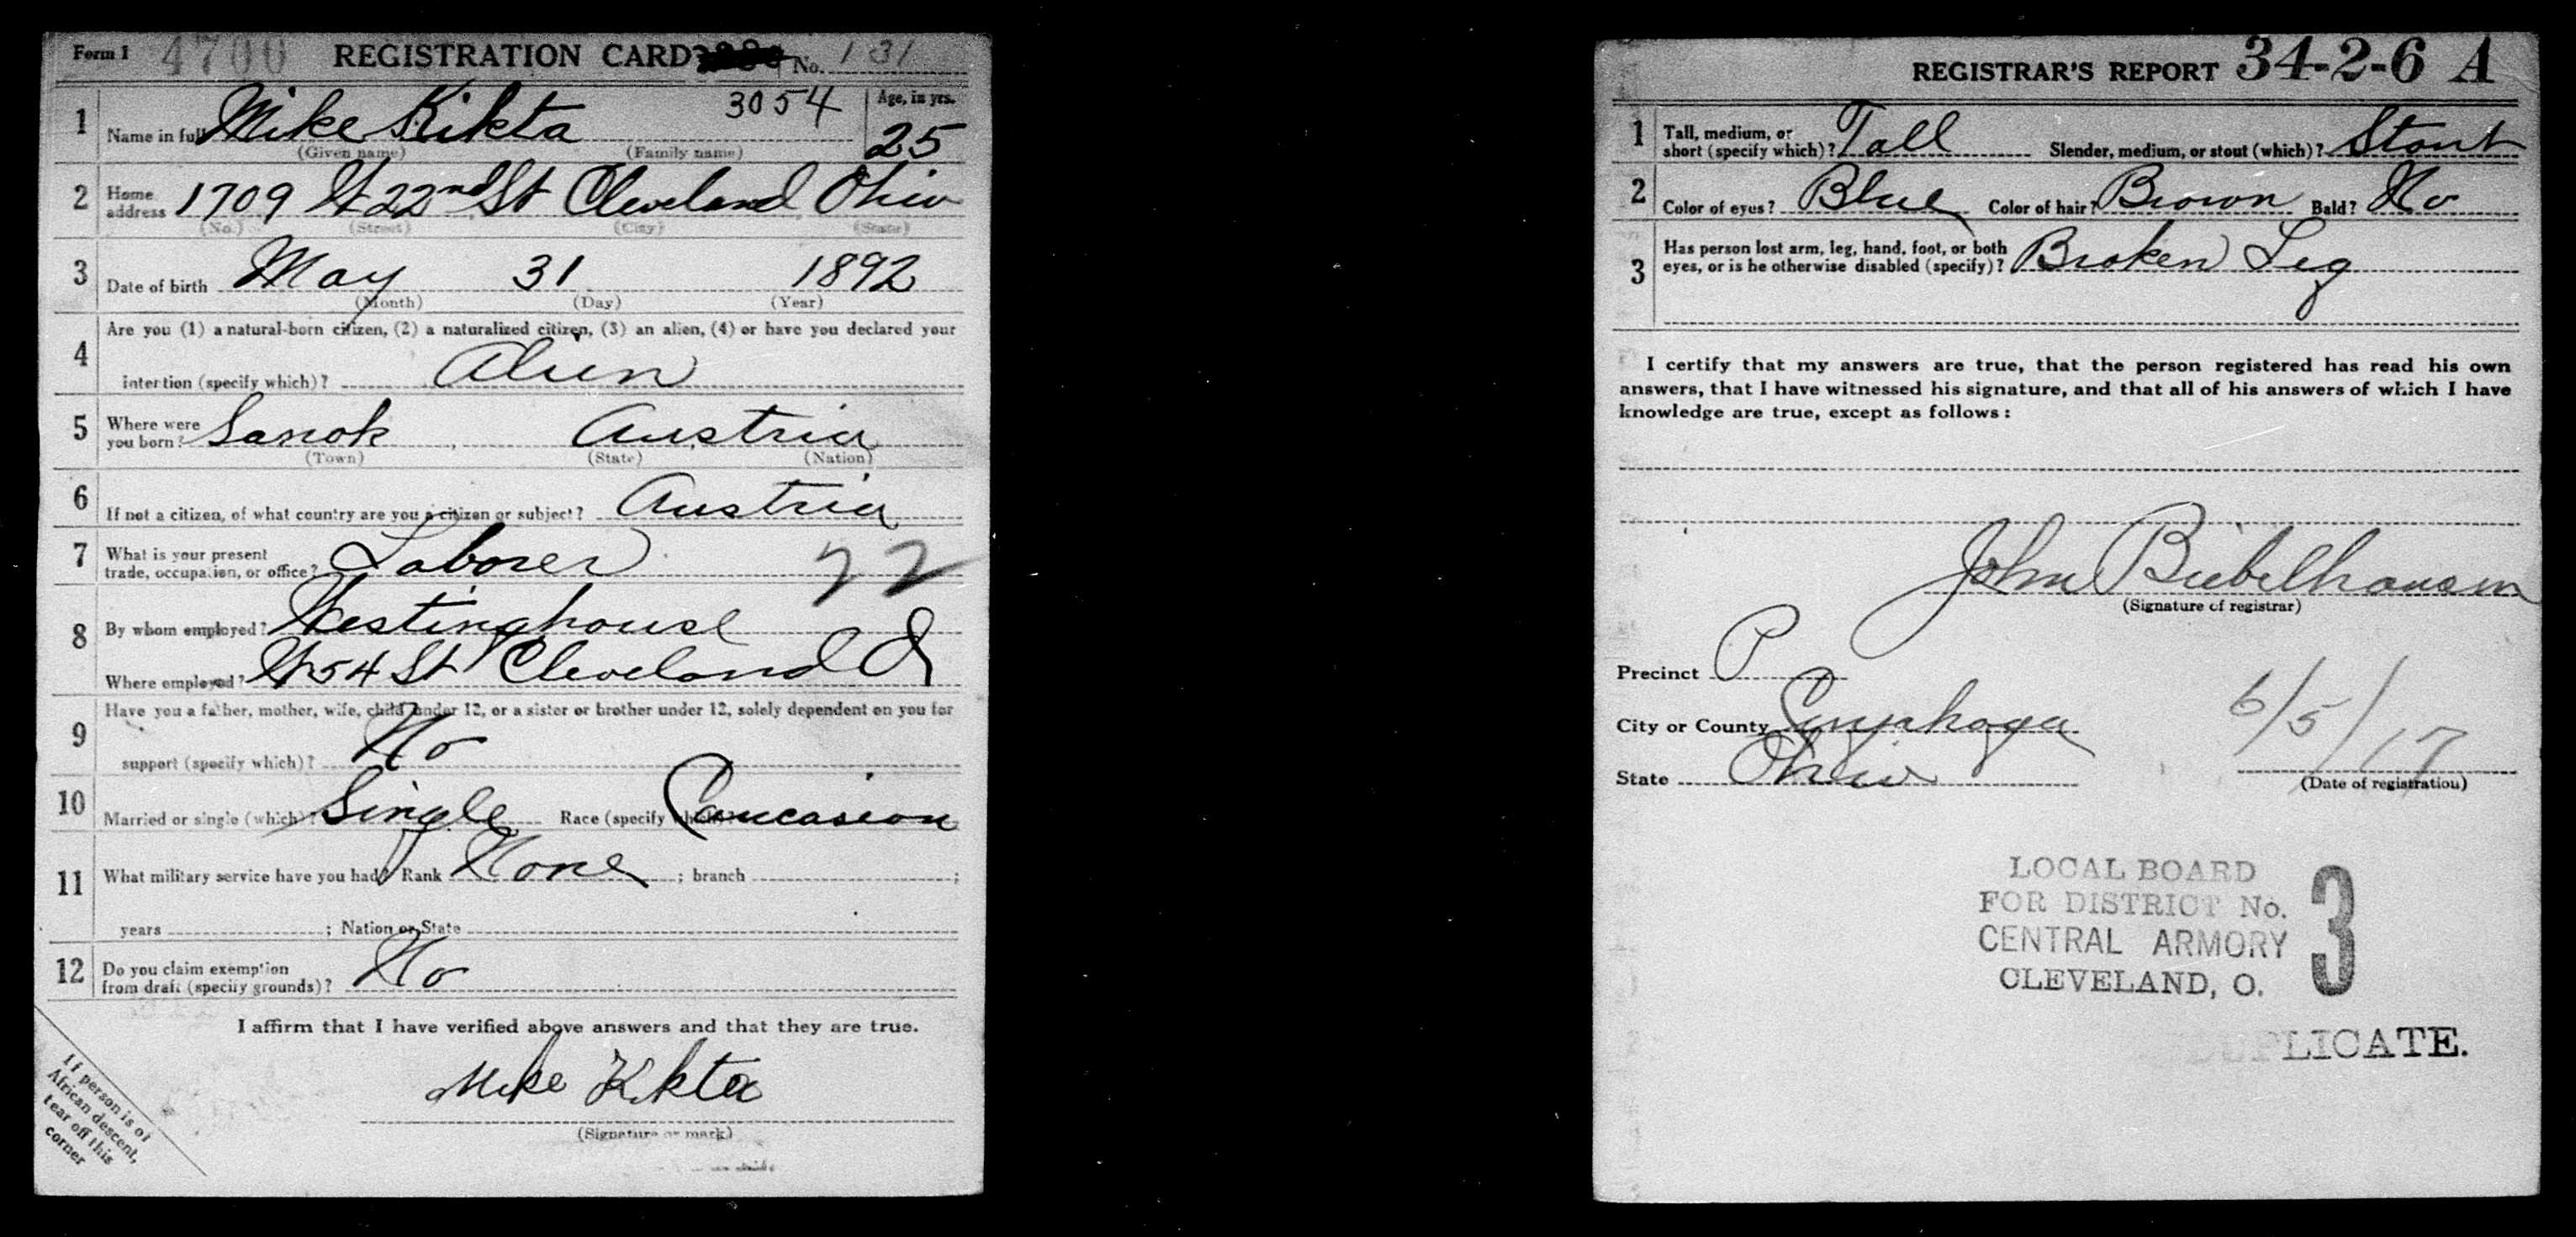 Form 1 4700 REGISTRATION CARD No. 131
1 Name in full Mike Kikta 3054 Age, in yrs. 25
(Given name) (Family name)
2 Home address 1709 W 22nd St Cleveland Ohio
(No.) (Street) (City) (State)
3 Date of birth May 31 1892
(Month) (Day) (Year)
4 Are you (1) a natural-born citizen, (2) a naturalized citizen, (3) an alien, (4) or have you declared your
intention (specify which)? Alien
5 Where were you born? Sanok, Austria
(Town) (State) (Nation)
6 If not a citizen, of what country are you a citizen or subject? Austria
7 What is your present trade, occupation, or office? Laborer 22
8 By whom employed? Westinghouse
Where employed? W 54 St Cleveland O
9 Have you a father, mother, wife, child under 12, or a sister or brother under 12, solely dependent on you for
support (specify which)? No
10 Married or single (which)? Single Race (specify which)? Caucasion
11 What military service have you had? Rank None ; branch ;
years ; Nation or State
12 Do you claim exemption from draft (specify grounds)? No
I affirm that I have verified above answers and that they are true.
Mike Kikta
(Signature or mark)
If person is of
African descent,
tear off this
corner
REGISTRAR'S REPORT 34-2-6 A
1 Tall, medium, or short (specify which)? Tall Slender, medium, or stout (which)? Stout
2 Color of eyes? Blue Color of hair? Brown Bald? No
3 Has person lost arm, leg, hand, foot, or both eyes, or is he otherwise disabled (specify)? Broken Leg
I certify that my answers are true, that the person registered has read his own
answers, that I have witnessed his signature, and that all of his answers of which I have
knowledge are true, except as follows:
John Biebelhausen
(Signature of registrar)
Precinct P
City or County Cuyahoga
State Ohio
6/5/17
(Date of registration)
LOCAL BOARD
FOR DISTRICT No. 3
CENTRAL ARMORY
CLEVELAND, O.
DUPLICATE.